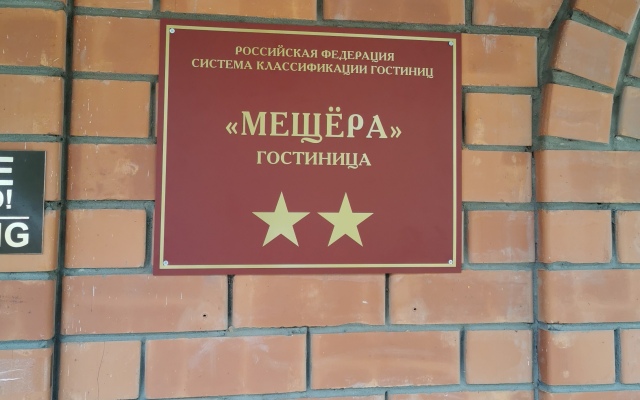 РОССИЙСКАЯ ФЕДЕРАЦИЯ
СИСТЕМА КЛАССИФИКАЦИИ ГОСТИНИЦ
«МЕЩЁРА»
ГОСТИНИЦА